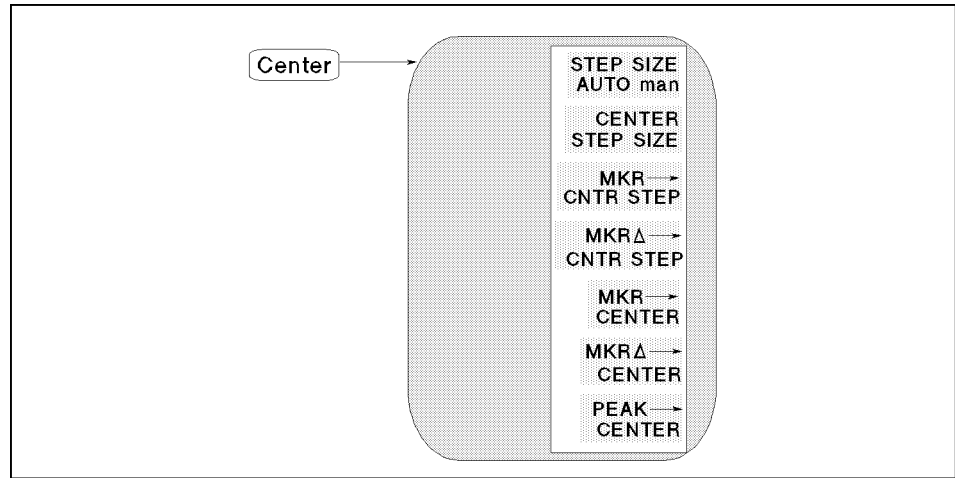 Center
STEP SIZE
AUTO man
CENTER
STEP SIZE
MKR→
CNTR STEP
MKRΔ→
CNTR STEP
MKR→
CENTER
MKRΔ→
CENTER
PEAK→
CENTER